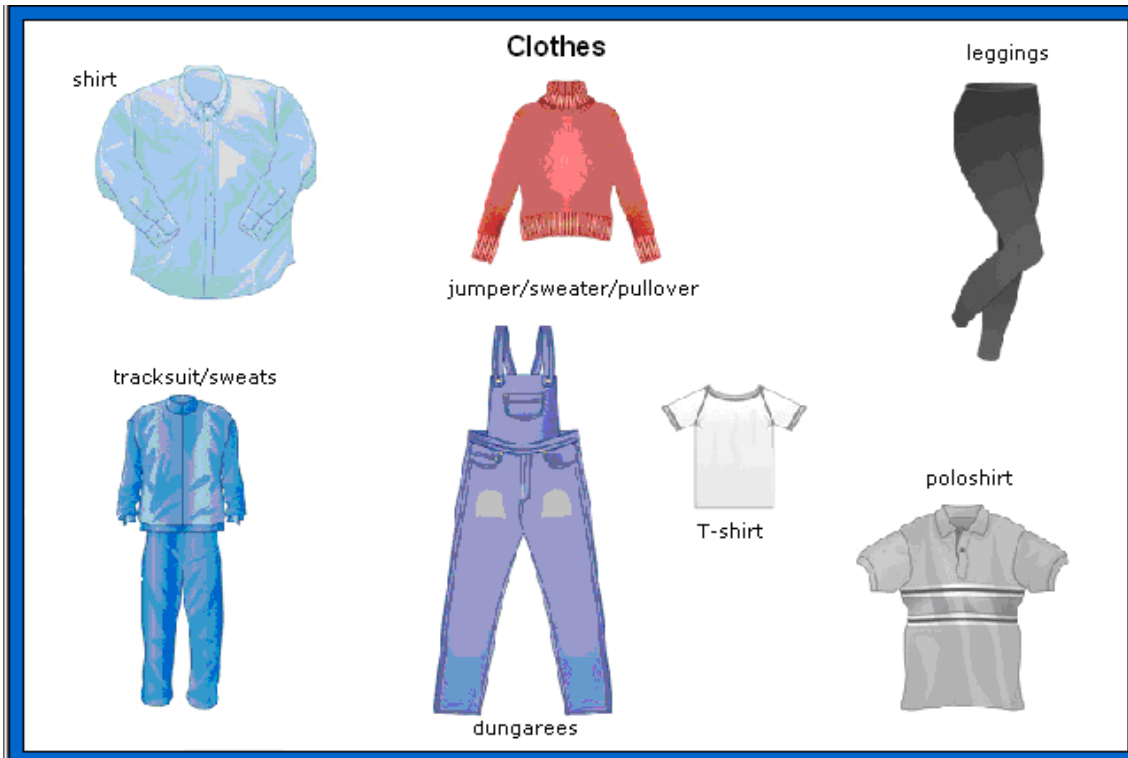 Clothes
shirt
leggings
jumper/sweater/pullover
tracksuit/sweats
T-shirt
poloshirt
dungarees